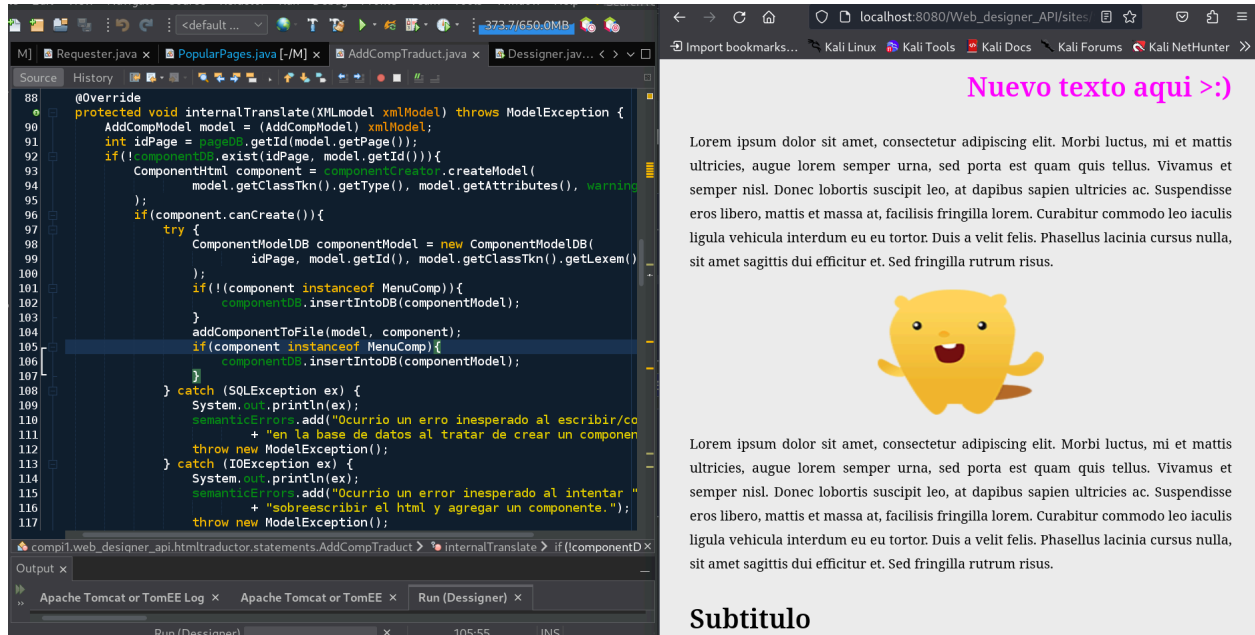 <default ...
373.7/650.0MB
M]
Requester.java ×
PopularPages.java [-/M] ×
AddCompTraduct.java ×
Dessigner.jav...
Source
History
88 @Override
protected void internalTranslate(XMLmodel xmlModel) throws ModelException {
90 AddCompModel model = (AddCompModel) xmlModel;
91 int idPage = pageDB.getId(model.getPage());
92 if(!componentDB.exist(idPage, model.getId())){
93 ComponentHtml component = componentCreator.createModel(
94 model.getClassTkn().getType(), model.getAttributes(), warning
95 );
96 if(component.canCreate()){
97 try {
98 ComponentModelDB componentModel = new ComponentModelDB(
99 idPage, model.getId(), model.getClassTkn().getLexem()
100 );
101 if(!(component instanceof MenuComp)){
102 componentDB.insertIntoDB(componentModel);
103 }
104 addComponentToFile(model, component);
105 if(component instanceof MenuComp){
106 componentDB.insertIntoDB(componentModel);
107 }
108 } catch (SQLException ex) {
109 System.out.println(ex);
110 semanticErrors.add("Ocurrio un erro inesperado al escribir/co
111 + "en la base de datos al tratar de crear un componen
112 throw new ModelException();
113 } catch (IOException ex) {
114 System.out.println(ex);
115 semanticErrors.add("Ocurrio un error inesperado al intentar "
116 + "sobreescribir el html y agregar un componente.");
117 throw new ModelException();
compi1.web_designer_api.htmltraductor.statements.AddCompTraduct > internalTranslate > if (!componentD ×
Output ×
Apache Tomcat or TomEE Log × Apache Tomcat or TomEE × Run (Dessigner) ×
Run (Dessigner) × 105:55 INS
localhost:8080/Web_designer_API/sites/
Import bookmarks... Kali Linux Kali Tools Kali Docs Kali Forums Kali NetHunter
Nuevo texto aqui >:)
Lorem ipsum dolor sit amet, consectetur adipiscing elit. Morbi luctus, mi et mattis
ultricies, augue lorem semper urna, sed porta est quam quis tellus. Vivamus et
semper nisl. Donec lobortis suscipit leo, at dapibus sapien ultricies ac. Suspendisse
eros libero, mattis et massa at, facilisis fringilla lorem. Curabitur commodo leo iaculis
ligula vehicula interdum eu eu tortor. Duis a velit felis. Phasellus lacinia cursus nulla,
sit amet sagittis dui efficitur et. Sed fringilla rutrum risus.
Lorem ipsum dolor sit amet, consectetur adipiscing elit. Morbi luctus, mi et mattis
ultricies, augue lorem semper urna, sed porta est quam quis tellus. Vivamus et
semper nisl. Donec lobortis suscipit leo, at dapibus sapien ultricies ac. Suspendisse
eros libero, mattis et massa at, facilisis fringilla lorem. Curabitur commodo leo iaculis
ligula vehicula interdum eu eu tortor. Duis a velit felis. Phasellus lacinia cursus nulla,
sit amet sagittis dui efficitur et. Sed fringilla rutrum risus.
Subtitulo